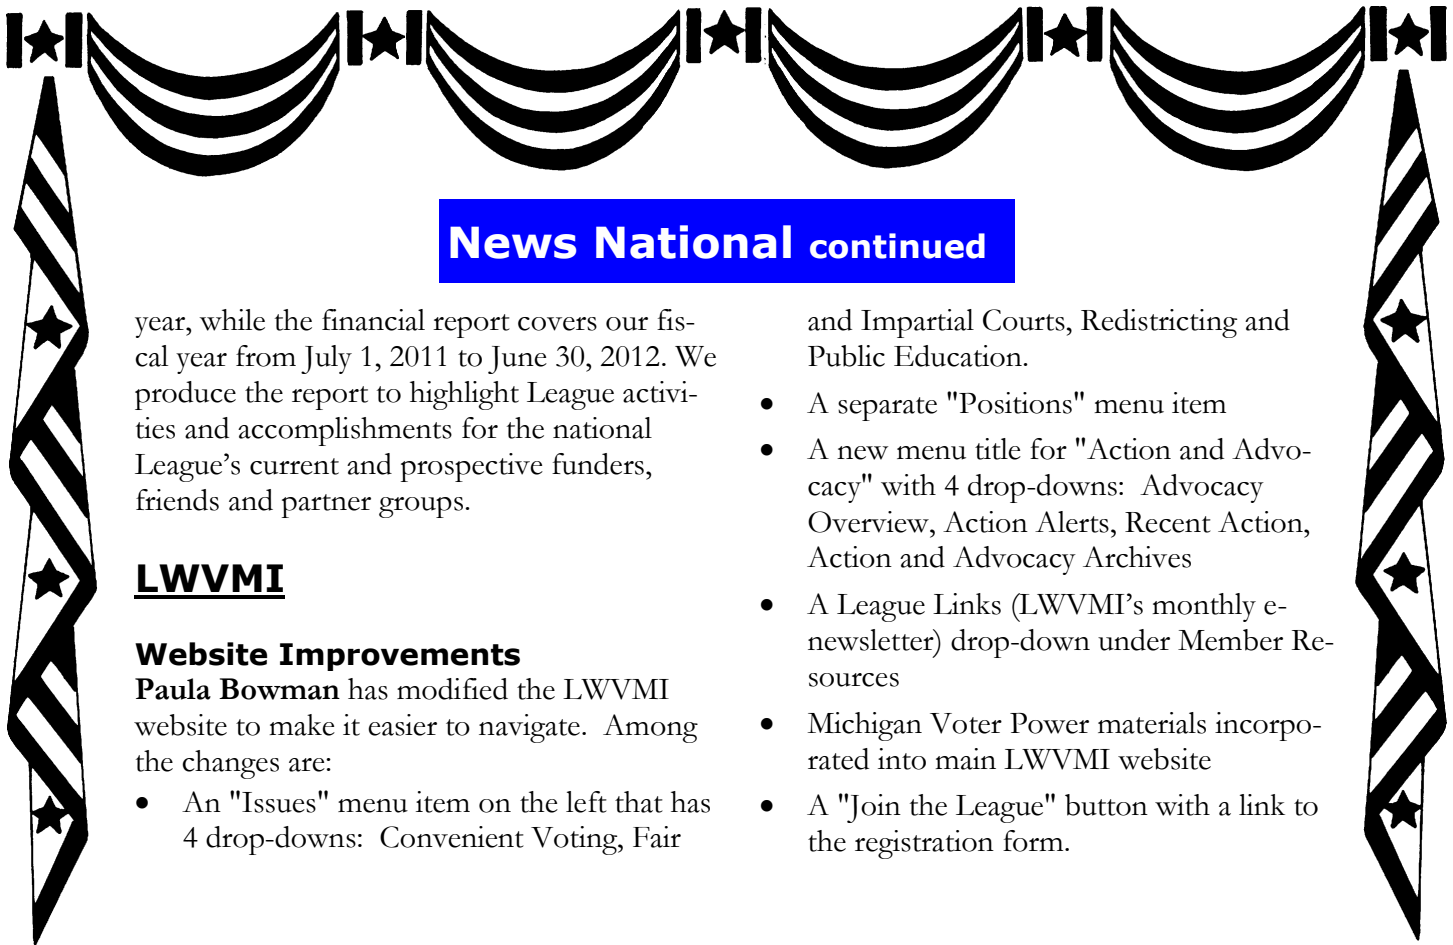 News National continued
year, while the financial report covers our fis-
cal year from July 1, 2011 to June 30, 2012. We
produce the report to highlight League activi-
ties and accomplishments for the national
League’s current and prospective funders,
friends and partner groups.
LWVMI
Website Improvements
Paula Bowman has modified the LWVMI
website to make it easier to navigate.  Among
the changes are:
• An "Issues" menu item on the left that has
4 drop-downs:  Convenient Voting, Fair
and Impartial Courts, Redistricting and
Public Education.
• A separate "Positions" menu item
• A new menu title for "Action and Advo-
cacy" with 4 drop-downs:  Advocacy
Overview, Action Alerts, Recent Action,
Action and Advocacy Archives
• A League Links (LWVMI’s monthly e-
newsletter) drop-down under Member Re-
sources
• Michigan Voter Power materials incorpo-
rated into main LWVMI website
• A "Join the League" button with a link to
the registration form.